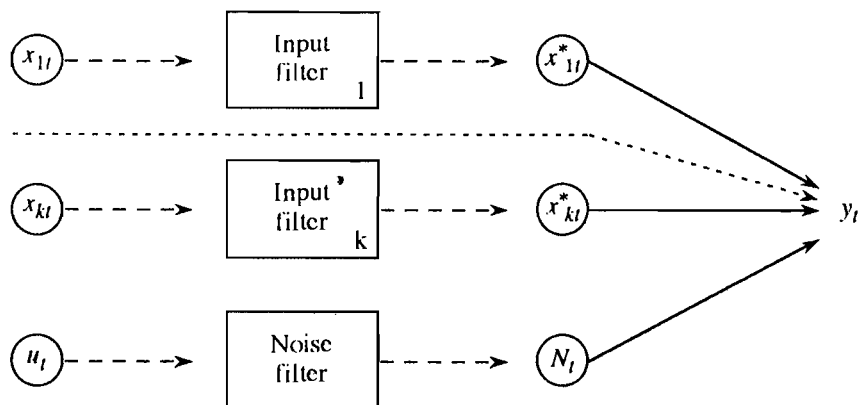 x₁ₜ Input filter 1 x*₁ₜ
xₖₜ Input filter k x*ₖₜ yₜ
uₜ Noise filter Nₜ